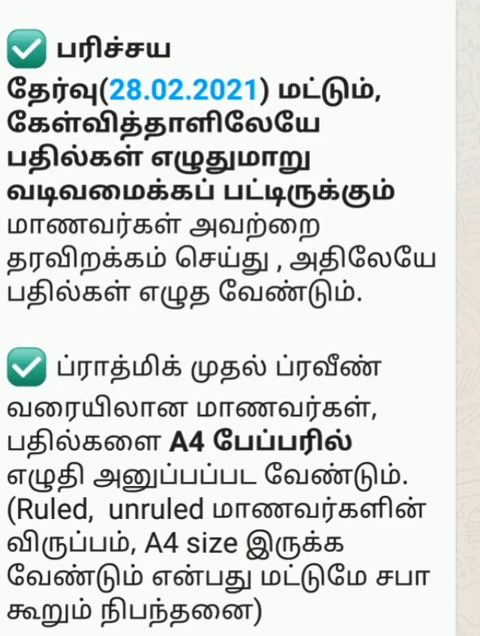 ✅ பரிச்சய
தேர்வு(28.02.2021) மட்டும்,
கேள்வித்தாளிலேயே
பதில்கள் எழுதுமாறு
வடிவமைக்கப் பட்டிருக்கும்
மாணவர்கள் அவற்றை
தரவிறக்கம் செய்து , அதிலேயே
பதில்கள் எழுத வேண்டும்.
✅ ப்ராத்மிக் முதல் ப்ரவீண்
வரையிலான மாணவர்கள்,
பதில்களை A4 பேப்பரில்
எழுதி அனுப்பப்பட வேண்டும்.
(Ruled, unruled மாணவர்களின்
விருப்பம், A4 size இருக்க
வேண்டும் என்பது மட்டுமே சபா
கூறும் நிபந்தனை)